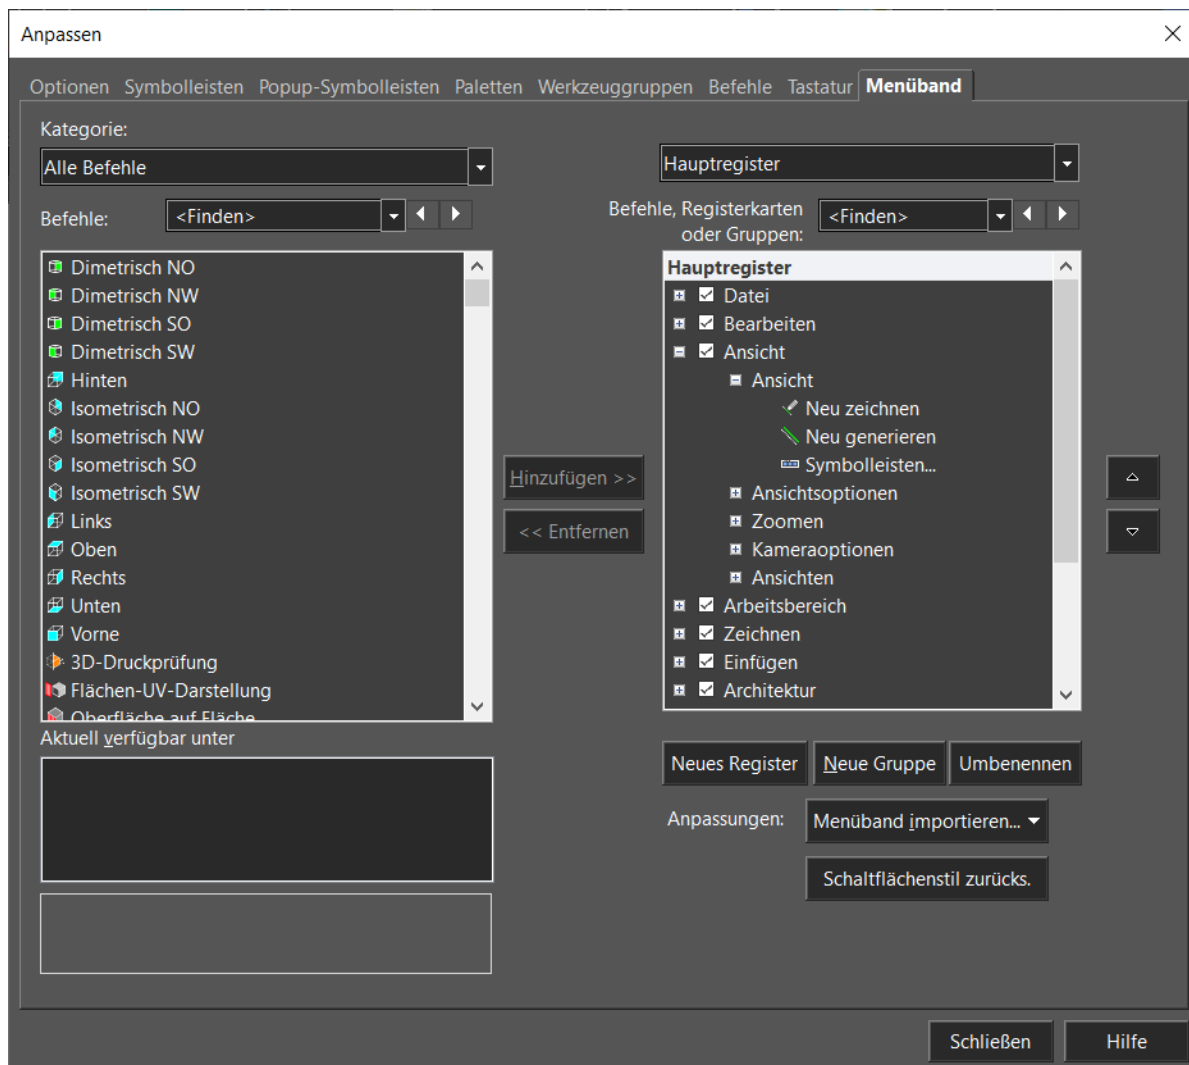 Anpassen
Optionen Symbolleisten Popup-Symbolleisten Paletten Werkzeuggruppen Befehle Tastatur Menüband
Kategorie:
Alle Befehle
Befehle:
<Finden>
Dimetrisch NO
Dimetrisch NW
Dimetrisch SO
Dimetrisch SW
Hinten
Isometrisch NO
Isometrisch NW
Isometrisch SO
Isometrisch SW
Links
Oben
Rechts
Unten
Vorne
3D-Druckprüfung
Flächen-UV-Darstellung
Oberfläche auf Fläche
Aktuell verfügbar unter
Hinzufügen >>
<< Entfernen
Hauptregister
Befehle, Registerkarten
oder Gruppen:
<Finden>
Hauptregister
Datei
Bearbeiten
Ansicht
Ansicht
Neu zeichnen
Neu generieren
Symbolleisten...
Ansichtsoptionen
Zoomen
Kameraoptionen
Ansichten
Arbeitsbereich
Zeichnen
Einfügen
Architektur
Neues Register
Neue Gruppe
Umbenennen
Anpassungen:
Menüband importieren...
Schaltflächenstil zurücks.
Schließen
Hilfe